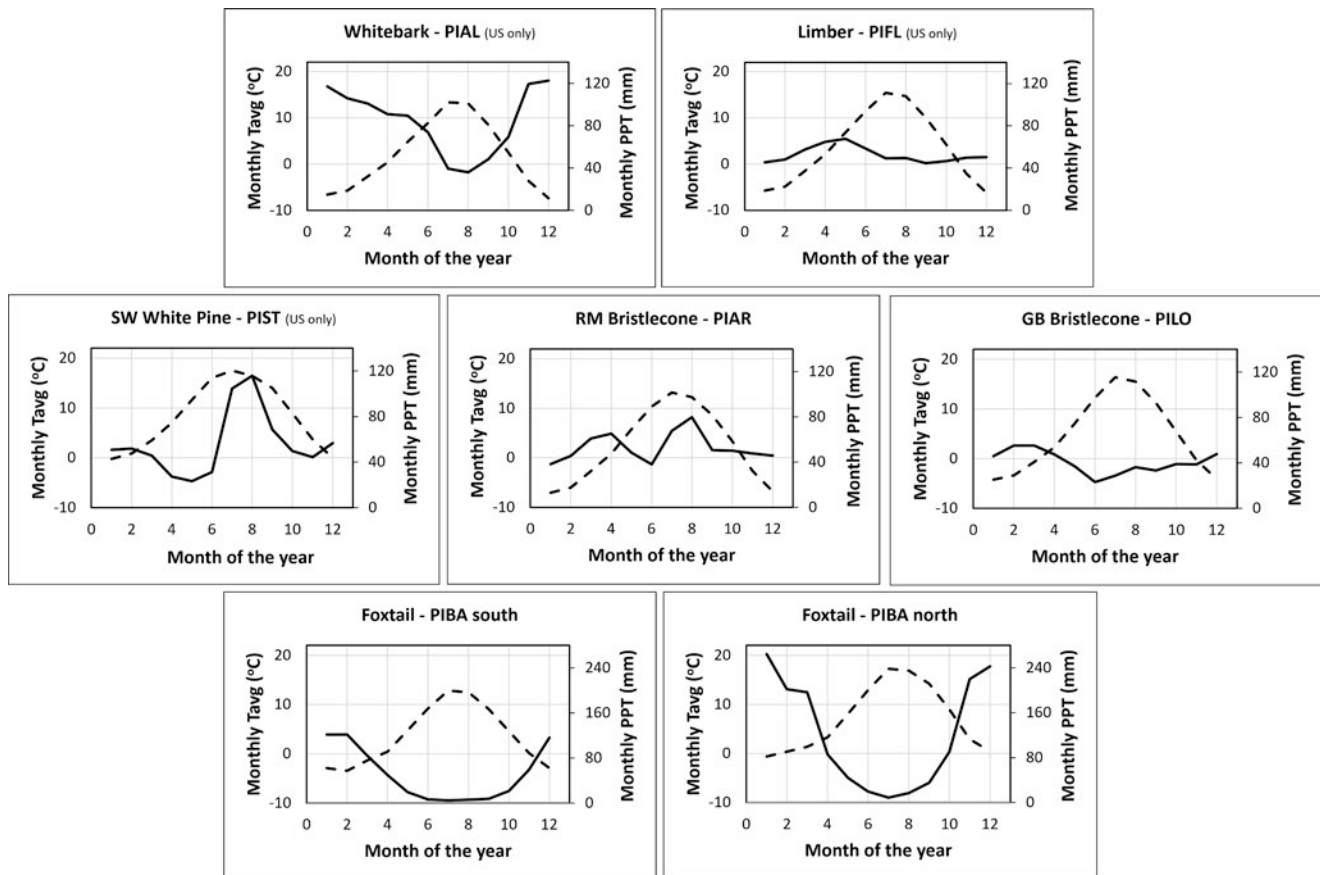 Whitebark - PIAL (US only)
Monthly Tavg (°C)
20
10
0
-10
120
80
40
0
Monthly PPT (mm)
0 2 4 6 8 10 12
Month of the year
Limber - PIFL (US only)
Monthly Tavg (°C)
20
10
0
-10
120
80
40
0
Monthly PPT (mm)
0 2 4 6 8 10 12
Month of the year
SW White Pine - PIST (US only)
Monthly Tavg (°C)
20
10
0
-10
120
80
40
0
Monthly PPT (mm)
0 2 4 6 8 10 12
Month of the year
RM Bristlecone - PIAR
Monthly Tavg (°C)
20
10
0
-10
120
80
40
0
Monthly PPT (mm)
0 2 4 6 8 10 12
Month of the year
GB Bristlecone - PILO
Monthly Tavg (°C)
20
10
0
-10
120
80
40
0
Monthly PPT (mm)
0 2 4 6 8 10 12
Month of the year
Foxtail - PIBA south
Monthly Tavg (°C)
20
10
0
-10
240
160
80
0
Monthly PPT (mm)
0 2 4 6 8 10 12
Month of the year
Foxtail - PIBA north
Monthly Tavg (°C)
20
10
0
-10
240
160
80
0
Monthly PPT (mm)
0 2 4 6 8 10 12
Month of the year